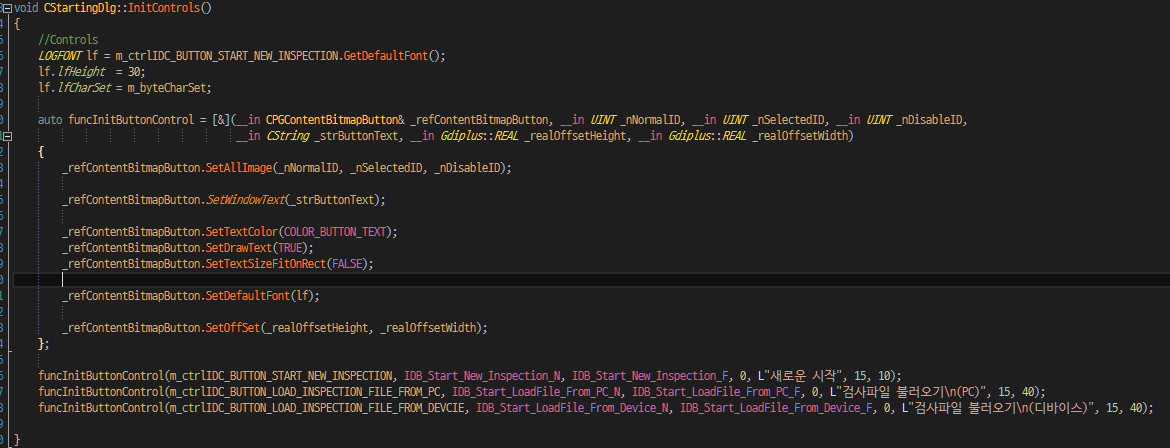 void CStartingDlg::InitControls()
{
//Controls
LOGFONT lf = m_ctrlIDC_BUTTON_START_NEW_INSPECTION.GetDefaultFont();
lf.lfHeight  = 30;
lf.lfCharSet = m_byteCharSet;
auto funcInitButtonControl = [&](__in CPGContentBitmapButton& _refContentBitmapButton, __in UINT _nNormalID, __in UINT _nSelectedID, __in UINT _nDisableID,
__in CString _strButtonText, __in Gdiplus::REAL _realOffsetHeight, __in Gdiplus::REAL _realOffsetWidth)
{
_refContentBitmapButton.SetAllImage(_nNormalID, _nSelectedID, _nDisableID);
_refContentBitmapButton.SetWindowText(_strButtonText);
_refContentBitmapButton.SetTextColor(COLOR_BUTTON_TEXT);
_refContentBitmapButton.SetDrawText(TRUE);
_refContentBitmapButton.SetTextSizeFitOnRect(FALSE);
_refContentBitmapButton.SetDefaultFont(lf);
_refContentBitmapButton.SetOffSet(_realOffsetHeight, _realOffsetWidth);
};
funcInitButtonControl(m_ctrlIDC_BUTTON_START_NEW_INSPECTION, IDB_Start_New_Inspection_N, IDB_Start_New_Inspection_F, 0, L"새로운 시작", 15, 10);
funcInitButtonControl(m_ctrlIDC_BUTTON_LOAD_INSPECTION_FILE_FROM_PC, IDB_Start_LoadFile_From_PC_N, IDB_Start_LoadFile_From_PC_F, 0, L"검사파일 불러오기\n(PC)", 15, 40);
funcInitButtonControl(m_ctrlIDC_BUTTON_LOAD_INSPECTION_FILE_FROM_DEVCIE, IDB_Start_LoadFile_From_Device_N, IDB_Start_LoadFile_From_Device_F, 0, L"검사파일 불러오기\n(디바이스)", 15, 40);
}